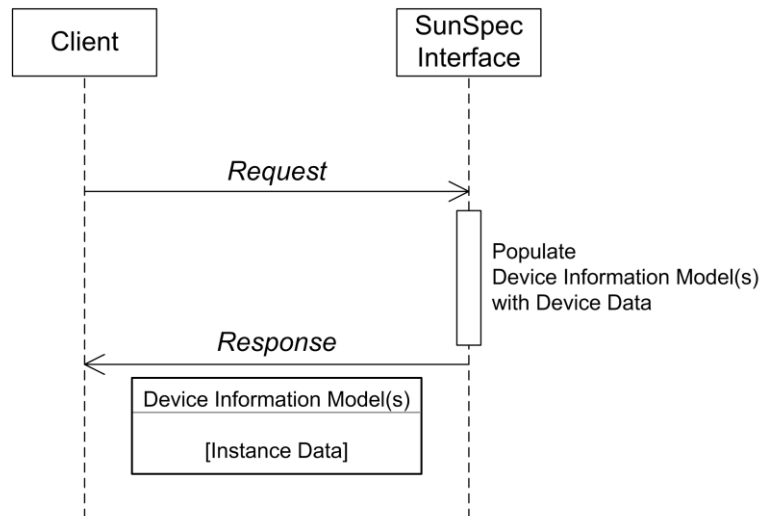 Client
SunSpec
Interface
Request
Populate
Device Information Model(s)
with Device Data
Response
Device Information Model(s)
[Instance Data]